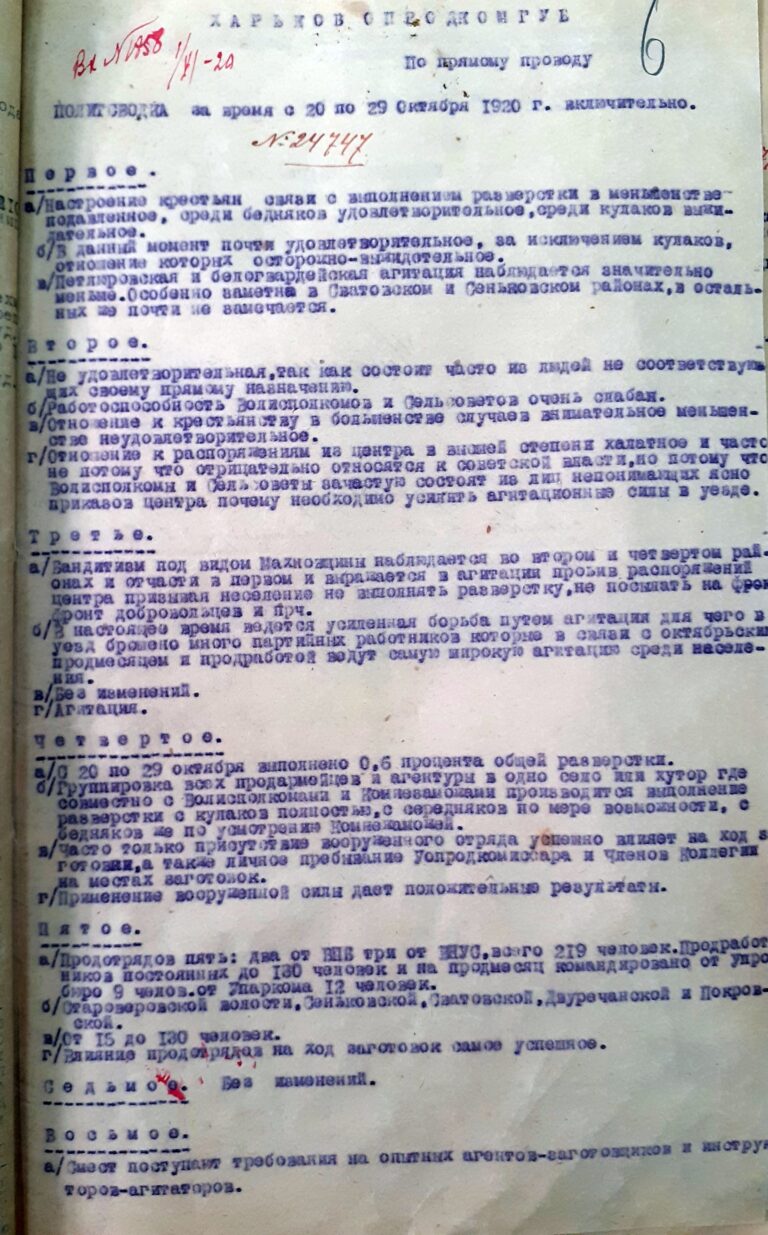 ХАРЬКОВ ОПРОДКОМГУБ
6
Вх №1858 1/XI-20
По прямому проводу
ПОЛИТСВОДКА за время с 20 по 29 Октября 1920 г. включительно.
№ 24747
Первое.
а/Настроение крестьян связи с выполнением разверстки в меньшенстве-
подавленное, среди бедняков удовлетворительное,среди кулаков выжи-
дательное.
б/В данный момент почти удовлетворительное, за исключением кулаков,
отношение которых осторожно-выжидательное.
в/Петлюровская и белогвардейская агитация наблюдается значительно
меньше.Особенно заметна в Сватовском и Сеньковском районах,в осталь-
ных же почти не замечается.
Второе.
а/Не удовлетворительная,так как состоит часто из людей не соответствую-
щих своему прямому назначению.
б/Работоспособность Волисполкомов и Сельсоветов очень слабая.
в/Отношение к крестьянству в большенстве случаев внимательное меньшен-
стве неудовлетворительное.
г/Отношение к распоряжениям из центра в высшей степени халатное и часто
не потому что отрицательно относятся к советской власти,но потому что
Волисполкомы и Сельсоветы зачастую состоят из лиц непонимающих ясно
приказов центра почему необходимо усилить агитационные силы в уезде.
Третье.
а/Бандитизм под видом Махновщины наблюдается во втором и четвертом рай-
онах и отчасти в первом и выражается в агитации против распоряжений
центра призывая население не выполнять разверстку,не посылать на фрон
фронт добровольцев и прч.
б/В настоящее время ведется усиленная борьба путем агитации для чего в
уезд брошено много партийных работников которые в связи с октябрьским
продмесяцем и продработой ведут самую широкую агитацию среди населе-
ния.
в/Без изменений.
г/Агитация.
Четвертое.
а/С 20 по 29 октября выполнено 0,6 процента общей разверстки.
б/Группировка всех продармейцев и агентуры в одно село или хутор где
совместно с Волисполкомами и Комнезаможами производится выполнение
разверстки с кулаков полностью,с середняков по мере возможности, с
бедняков же по усмотрению Комнезаможей.
в/Часто только присутствие вооруженного отряда успешно влияет на ход за
готовки,а также личное пребывание Упродкомиссара и Членов Коллегии
на местах заготовок.
г/Применение вооруженной силы дает положительные результаты.
Пятое.
а/Продотрядов пять: два от ВПБ три от ВНУС,всего 219 человек.Продработ
ников постоянных до 130 человек и на продмесяц командировано от упро
бюро 9 челов.от Упаркома 12 человек.
б/Староверовской волости,Сеньковской,Сватовской,Двуречанской и Покров-
ской.
в/От 15 до 130 человек.
г/Влияние продотрядов на ход заготовок самое успешное.
Седьмое. Без изменений.
Восьмое.
а/Смест поступают требования на опытных агентов-заготовщиков и инструк
торов-агитаторов.